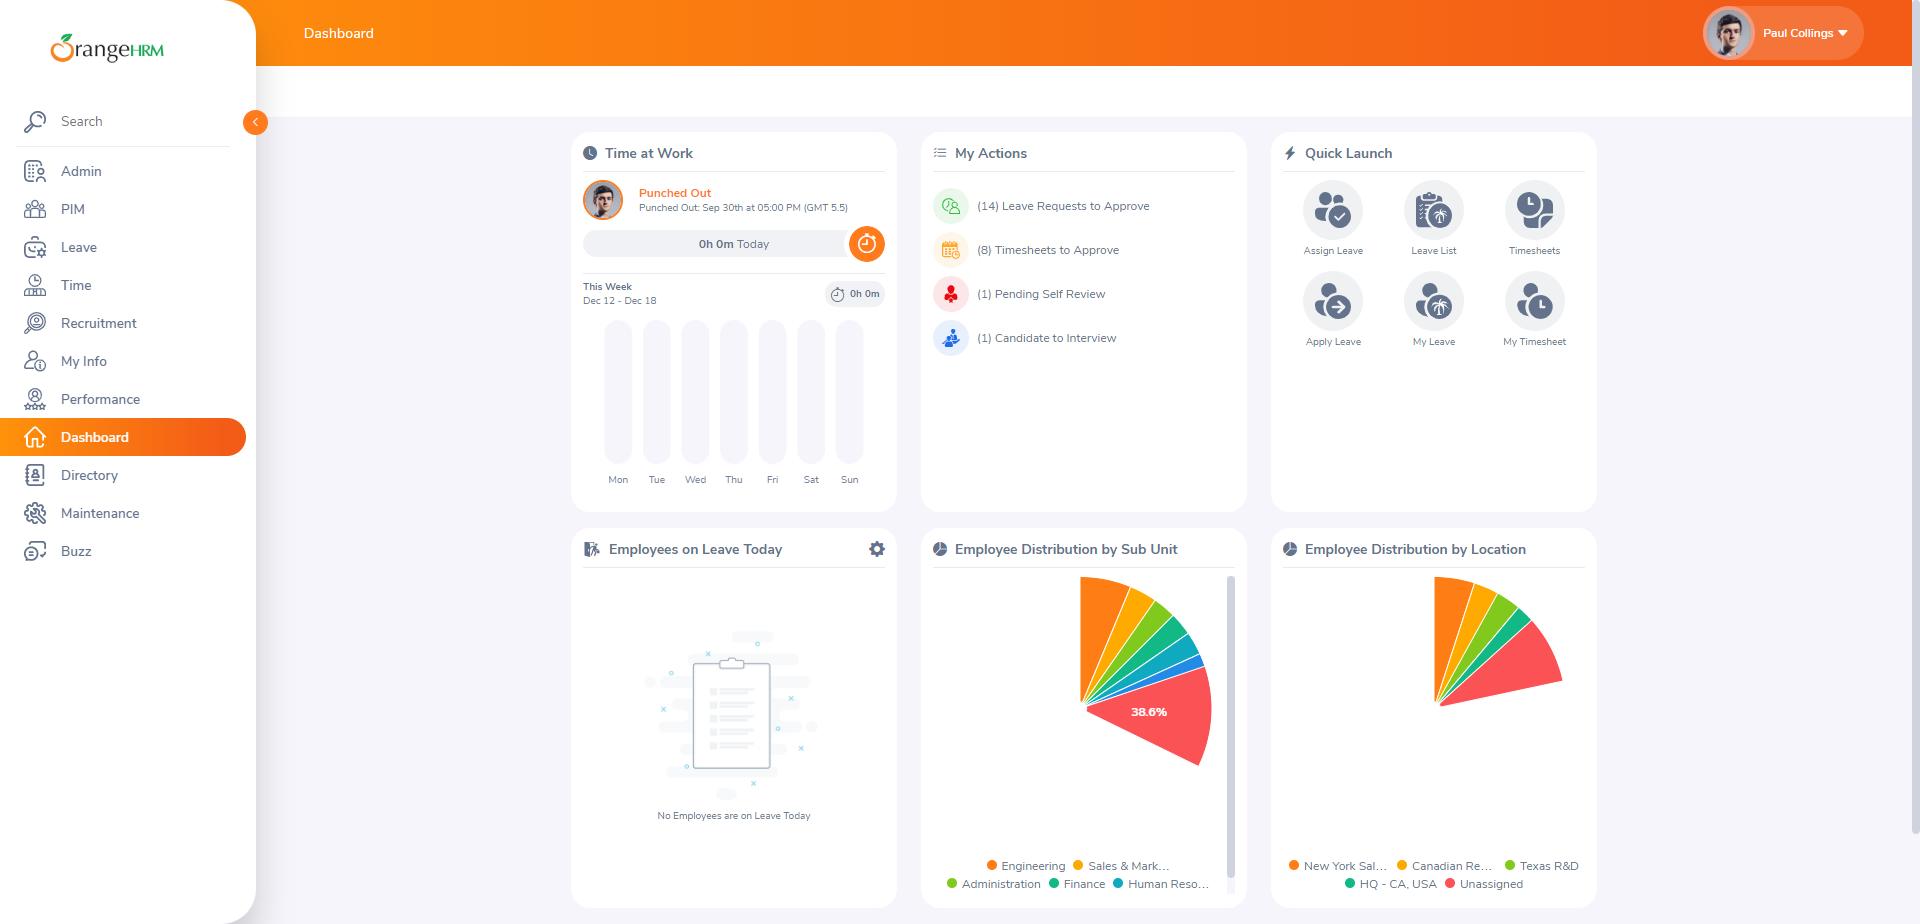 OrangeHRM
Dashboard
Paul Collings
Search
Admin
PIM
Leave
Time
Recruitment
My Info
Performance
Dashboard
Directory
Maintenance
Buzz
Time at Work
Punched Out
Punched Out: Sep 30th at 05:00 PM (GMT 5.5)
0h 0m Today
This Week
Dec 12 - Dec 18
0h 0m
Mon Tue Wed Thu Fri Sat Sun
My Actions
(14) Leave Requests to Approve
(8) Timesheets to Approve
(1) Pending Self Review
(1) Candidate to Interview
Quick Launch
Assign Leave Leave List Timesheets
Apply Leave My Leave My Timesheet
Employees on Leave Today
No Employees are on Leave Today
Employee Distribution by Sub Unit
38.6%
Engineering Sales & Mark...
Administration Finance Human Reso...
Employee Distribution by Location
New York Sal... Canadian Re... Texas R&D
HQ - CA, USA Unassigned